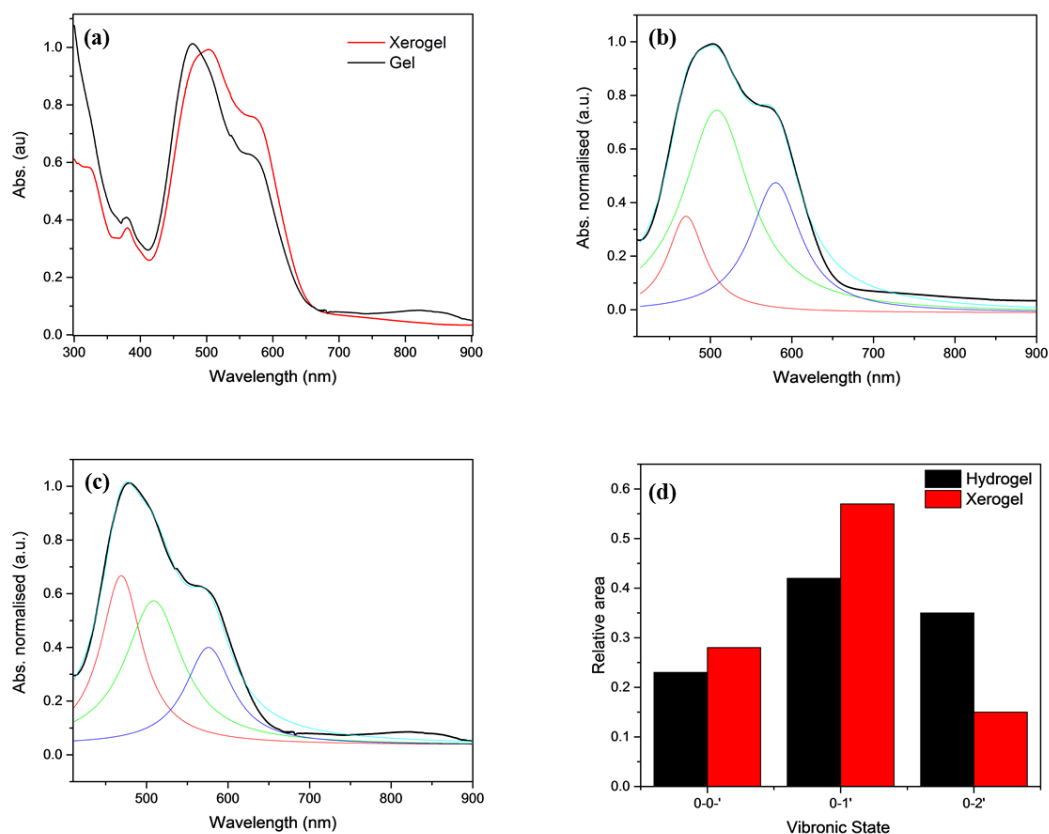 (a)
Xerogel
Gel
Abs. (au)
1.0
0.8
0.6
0.4
0.2
0.0
300 400 500 600 700 800 900
Wavelength (nm)
(b)
Abs. normalised (a.u.)
1.0
0.8
0.6
0.4
0.2
0.0
500 600 700 800 900
Wavelength (nm)
(c)
Abs. normalised (a.u.)
1.0
0.8
0.6
0.4
0.2
0.0
500 600 700 800 900
Wavelength (nm)
(d)
Hydrogel
Xerogel
Relative area
0.6
0.5
0.4
0.3
0.2
0.1
0.0
0-0-' 0-1' 0-2'
Vibronic State